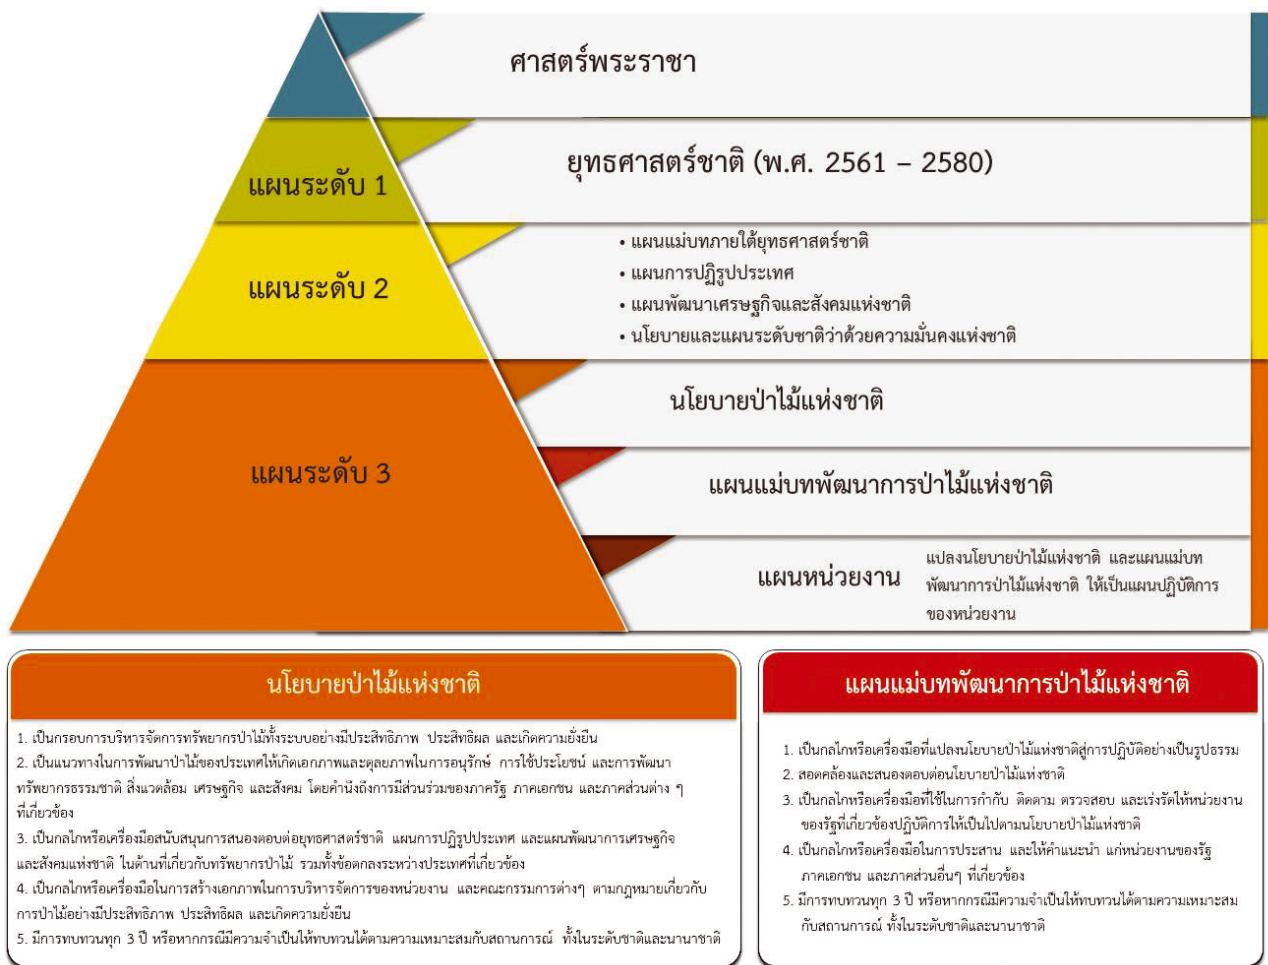 ศาสตร์พระราชา
แผนระดับ 1
ยุทธศาสตร์ชาติ (พ.ศ. 2561 – 2580)
แผนระดับ 2
• แผนแม่บทภายใต้ยุทธศาสตร์ชาติ
• แผนการปฏิรูปประเทศ
• แผนพัฒนาเศรษฐกิจและสังคมแห่งชาติ
• นโยบายและแผนระดับชาติว่าด้วยความมั่นคงแห่งชาติ
แผนระดับ 3
นโยบายป่าไม้แห่งชาติ
แผนแม่บทพัฒนาการป่าไม้แห่งชาติ
แผนหน่วยงาน
แปลงนโยบายป่าไม้แห่งชาติ และแผนแม่บท
พัฒนาการป่าไม้แห่งชาติ ให้เป็นแผนปฏิบัติการ
ของหน่วยงาน
นโยบายป่าไม้แห่งชาติ
1. เป็นกรอบการบริหารจัดการทรัพยากรป่าไม้ทั้งระบบอย่างมีประสิทธิภาพ ประสิทธิผล และเกิดความยั่งยืน
2. เป็นแนวทางในการพัฒนาป่าไม้ของประเทศให้เกิดเอกภาพและดุลยภาพในการอนุรักษ์ การใช้ประโยชน์ และการพัฒนา
ทรัพยากรธรรมชาติ สิ่งแวดล้อม เศรษฐกิจ และสังคม โดยคำนึงถึงการมีส่วนร่วมของภาครัฐ ภาคเอกชน และภาคส่วนต่าง ๆ
ที่เกี่ยวข้อง
3. เป็นกลไกหรือเครื่องมือสนับสนุนการสนองตอบต่อยุทธศาสตร์ชาติ แผนการปฏิรูปประเทศ และแผนพัฒนาการเศรษฐกิจ
และสังคมแห่งชาติ ในด้านที่เกี่ยวกับทรัพยากรป่าไม้ รวมทั้งข้อตกลงระหว่างประเทศที่เกี่ยวข้อง
4. เป็นกลไกหรือเครื่องมือในการสร้างเอกภาพในการบริหารจัดการของหน่วยงาน และคณะกรรมการต่างๆ ตามกฎหมายเกี่ยวกับ
การป่าไม้อย่างมีประสิทธิภาพ ประสิทธิผล และเกิดความยั่งยืน
5. มีการทบทวนทุก 3 ปี หรือหากกรณีมีความจำเป็นให้ทบทวนได้ตามความเหมาะสมกับสถานการณ์ ทั้งในระดับชาติและนานาชาติ
แผนแม่บทพัฒนาการป่าไม้แห่งชาติ
1. เป็นกลไกหรือเครื่องมือที่แปลงนโยบายป่าไม้แห่งชาติสู่การปฏิบัติอย่างเป็นรูปธรรม
2. สอดคล้องและสนองตอบต่อนโยบายป่าไม้แห่งชาติ
3. เป็นกลไกหรือเครื่องมือที่ใช้ในการกำกับ ติดตาม ตรวจสอบ และเร่งรัดให้หน่วยงาน
ของรัฐที่เกี่ยวข้องปฏิบัติการให้เป็นไปตามนโยบายป่าไม้แห่งชาติ
4. เป็นกลไกหรือเครื่องมือในการประสาน และให้คำแนะนำ แก่หน่วยงานของรัฐ
ภาคเอกชน และภาคส่วนอื่นๆ ที่เกี่ยวข้อง
5. มีการทบทวนทุก 3 ปี หรือหากกรณีมีความจำเป็นให้ทบทวนได้ตามความเหมาะสม
กับสถานการณ์ ทั้งในระดับชาติและนานาชาติ